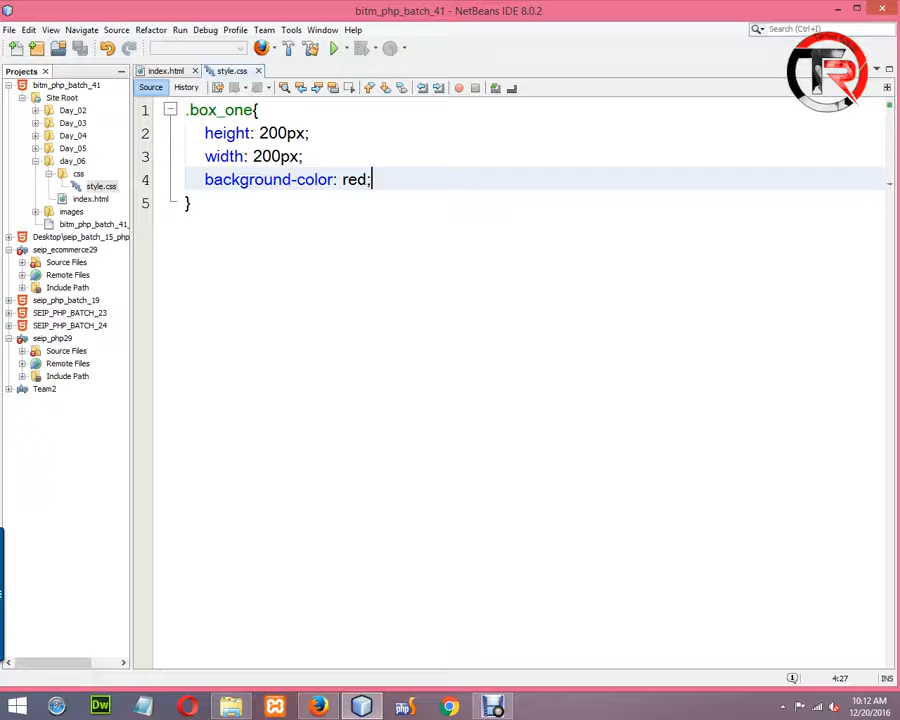 bitm_php_batch_41 - NetBeans IDE 8.0.2
File Edit View Navigate Source Refactor Run Debug Profile Team Tools Window Help
Search (Ctrl+I)
Projects
index.html
style.css
Source
History
bitm_php_batch_41
Site Root
Day_02
Day_03
Day_04
Day_05
day_06
css
style.css
index.html
images
bitm_php_batch_41_
Desktop\seip_batch_15_php
seip_ecommerce29
Source Files
Remote Files
Include Path
seip_php_batch_19
SEIP_PHP_BATCH_23
SEIP_PHP_BATCH_24
seip_php29
Source Files
Remote Files
Include Path
Team2
1 .box_one{
2 height: 200px;
3 width: 200px;
4 background-color: red;
5 }
4:27
INS
Dw
php
10:12 AM
12/20/2016